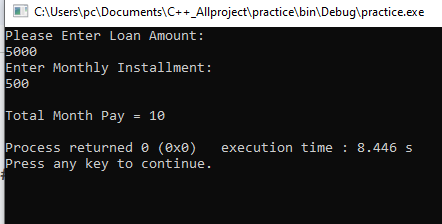 C:\Users\pc\Documents\C++_Allproject\practice\bin\Debug\practice.exe
Please Enter Loan Amount:
5000
Enter Monthly Installment:
500
Total Month Pay = 10
Process returned 0 (0x0)   execution time : 8.446 s
Press any key to continue.